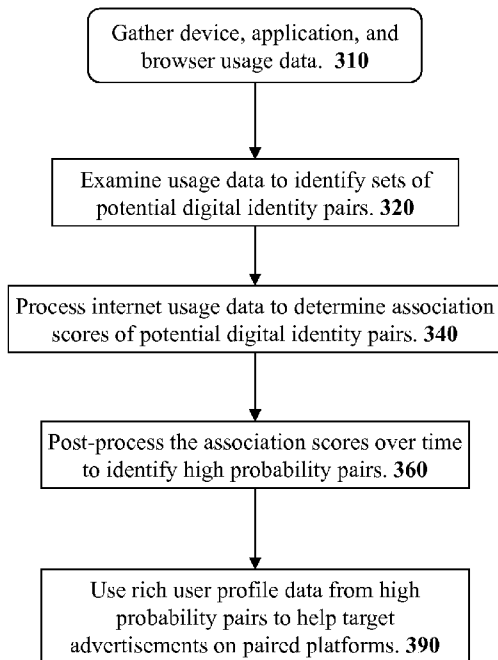 Gather device, application, and
browser usage data. 310
Examine usage data to identify sets of
potential digital identity pairs. 320
Process internet usage data to determine association
scores of potential digital identity pairs. 340
Post-process the association scores over time
to identify high probability pairs. 360
Use rich user profile data from high
probability pairs to help target
advertisements on paired platforms. 390